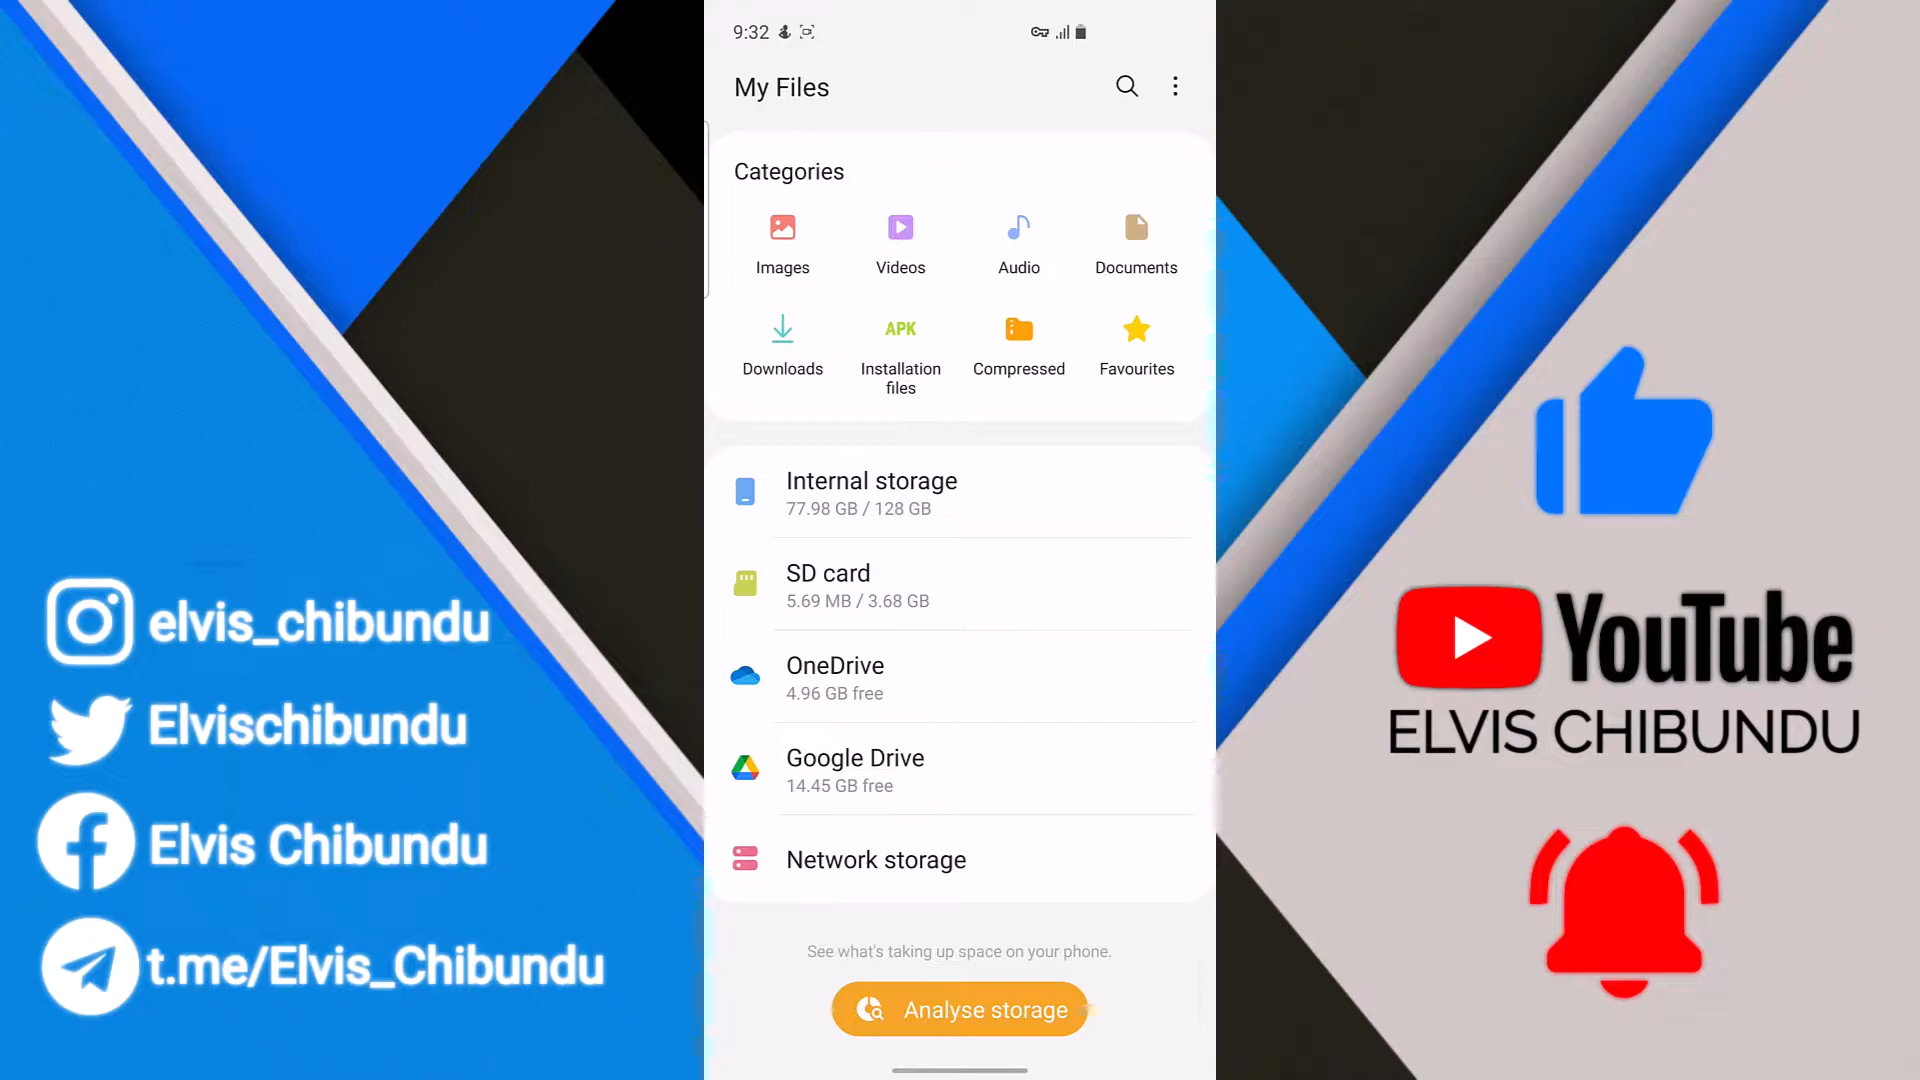 9:32
My Files
Categories
Images
Videos
Audio
Documents
Downloads
APK
Installation
files
Compressed
Favourites
Internal storage
77.98 GB / 128 GB
SD card
5.69 MB / 3.68 GB
OneDrive
4.96 GB free
Google Drive
14.45 GB free
Network storage
See what's taking up space on your phone.
Analyse storage
elvis_chibundu
Elvischibundu
Elvis Chibundu
t.me/Elvis_Chibundu
YouTube
ELVIS CHIBUNDU